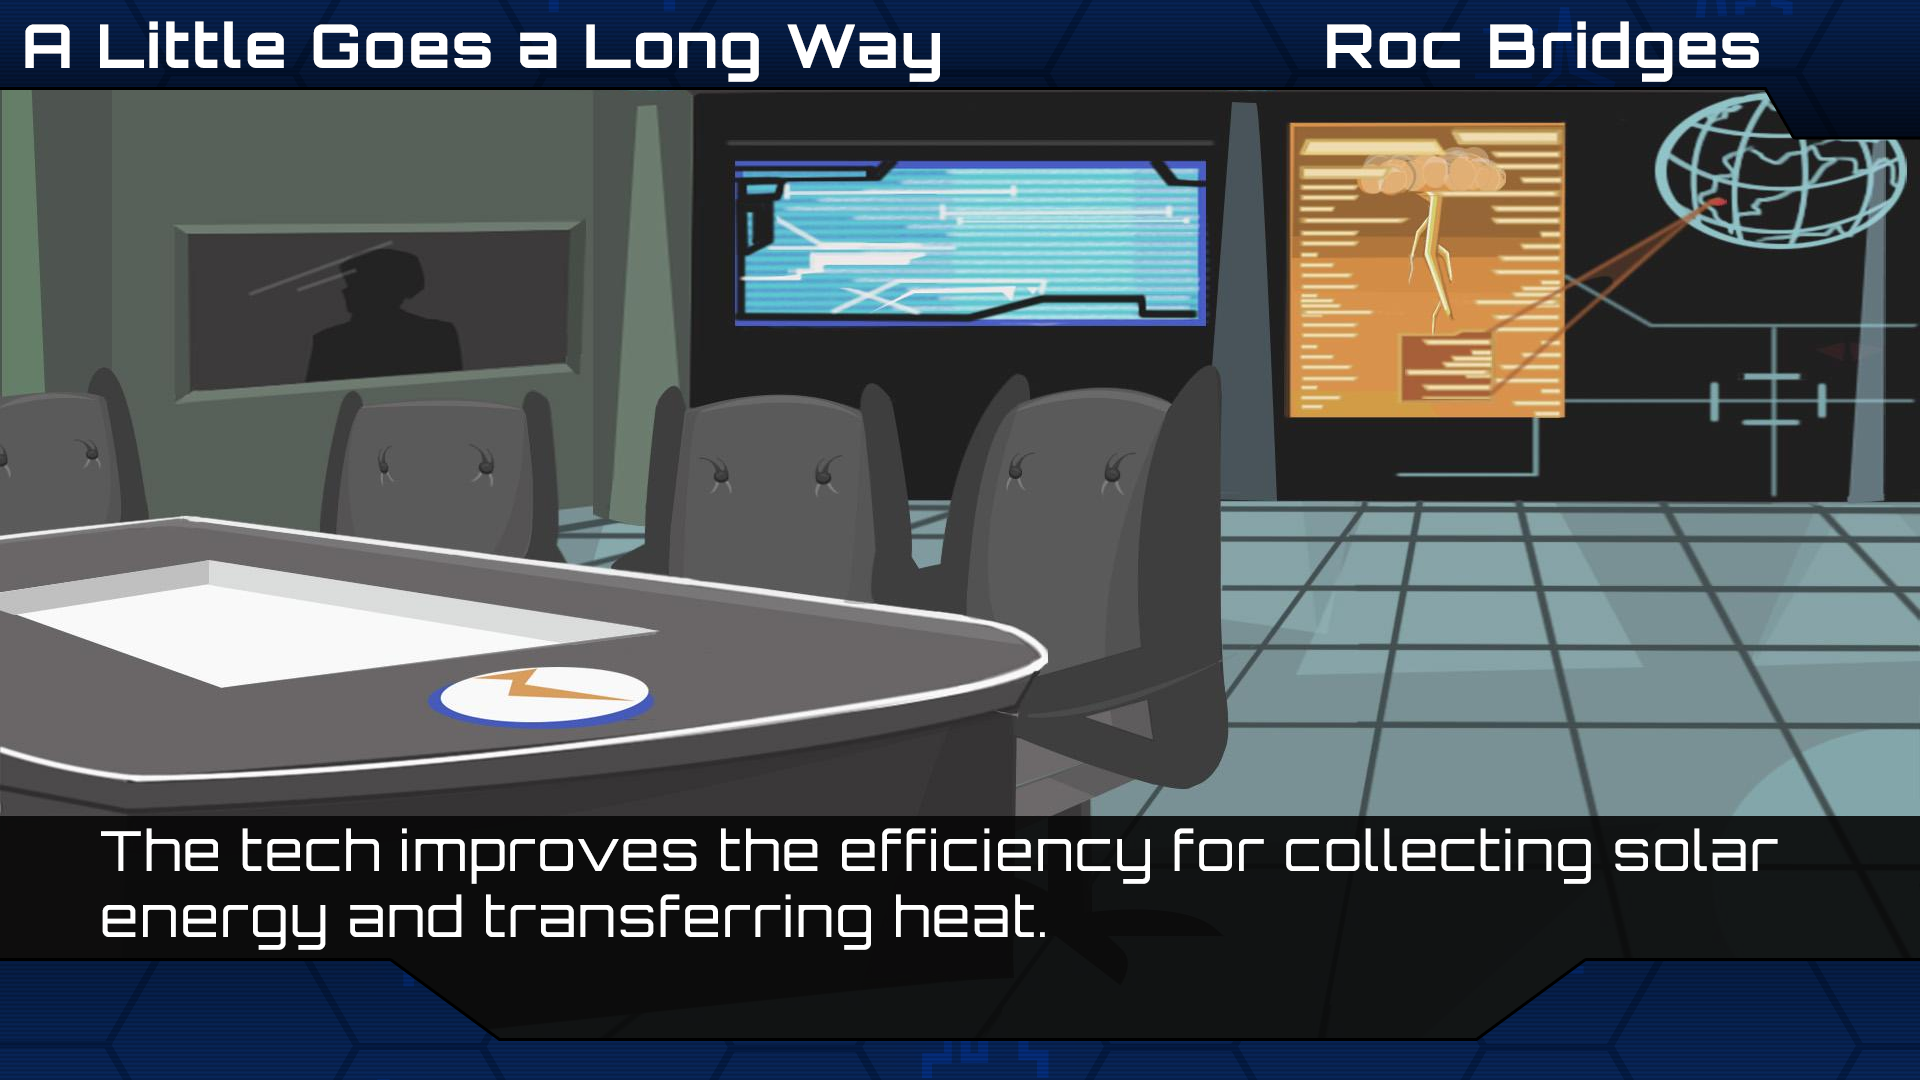 A Little Goes a Long Way
Roc Bridges
The tech improves the efficiency for collecting solar
energy and transferring heat.